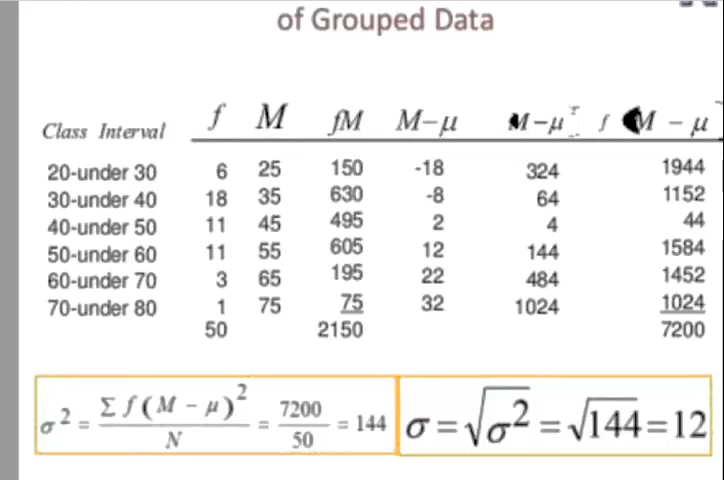 of Grouped Data
Class Interval f M fM M−μ M−μ f M − μ
20-under 30 6 25 150 -18 324 1944
30-under 40 18 35 630 -8 64 1152
40-under 50 11 45 495 2 4 44
50-under 60 11 55 605 12 144 1584
60-under 70 3 65 195 22 484 1452
70-under 80 1 75 75 32 1024 1024
50 2150 7200
σ² = Σ f(M − μ)² / N = 7200 / 50 = 144
σ = √σ² = √144 = 12